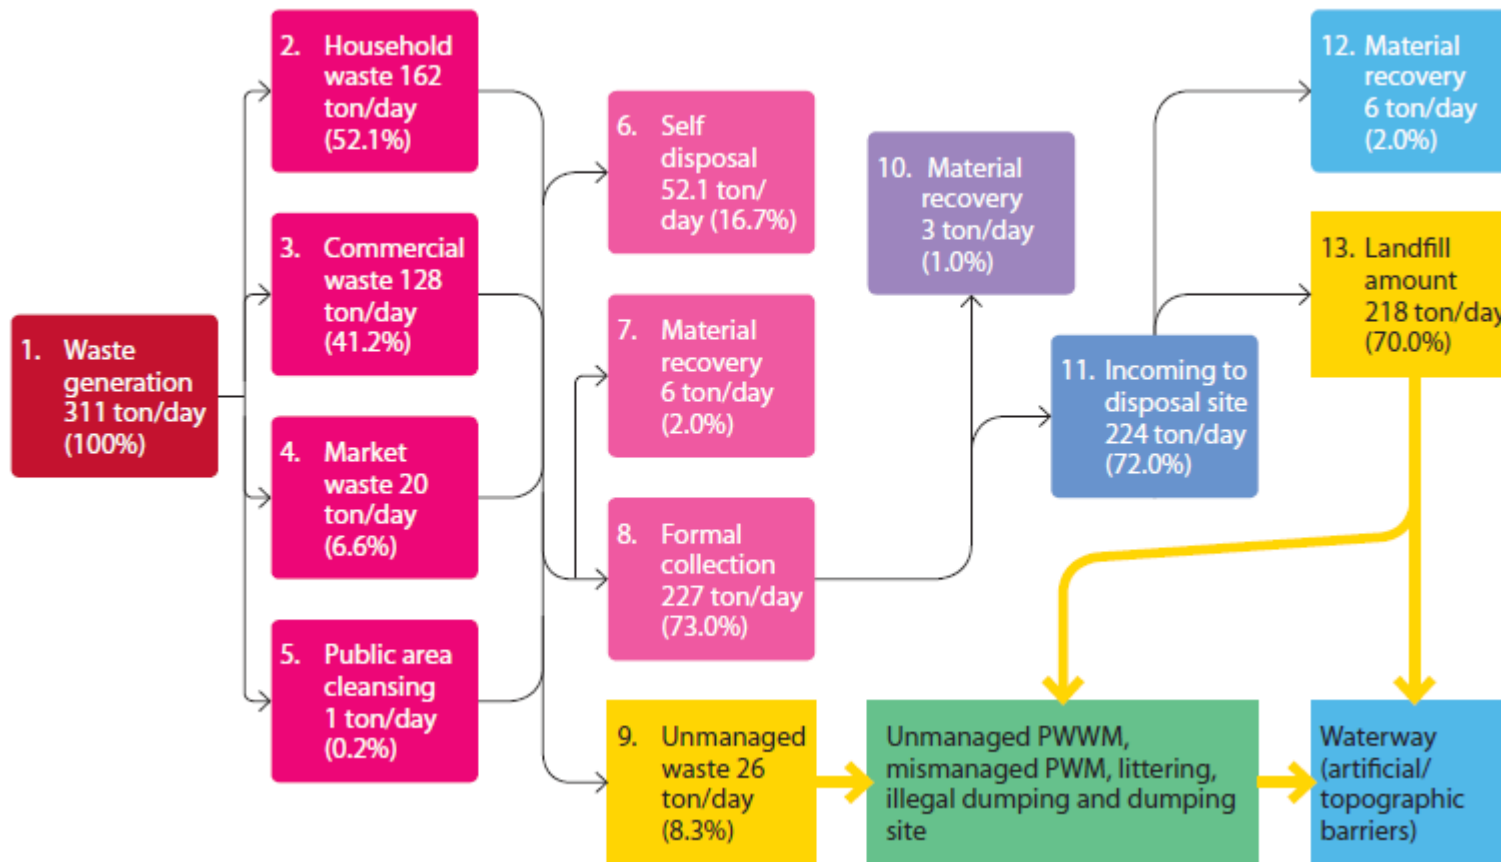 1. Waste
generation
311 ton/day
(100%)
2. Household
waste 162
ton/day
(52.1%)
3. Commercial
waste 128
ton/day
(41.2%)
4. Market
waste 20
ton/day
(6.6%)
5. Public area
cleansing
1 ton/day
(0.2%)
6. Self
disposal
52.1 ton/
day (16.7%)
7. Material
recovery
6 ton/day
(2.0%)
8. Formal
collection
227 ton/day
(73.0%)
9. Unmanaged
waste 26
ton/day
(8.3%)
10. Material
recovery
3 ton/day
(1.0%)
11. Incoming to
disposal site
224 ton/day
(72.0%)
12. Material
recovery
6 ton/day
(2.0%)
13. Landfill
amount
218 ton/day
(70.0%)
Unmanaged PWWM,
mismanaged PWM, littering,
illegal dumping and dumping
site
Waterway
(artificial/
topographic
barriers)